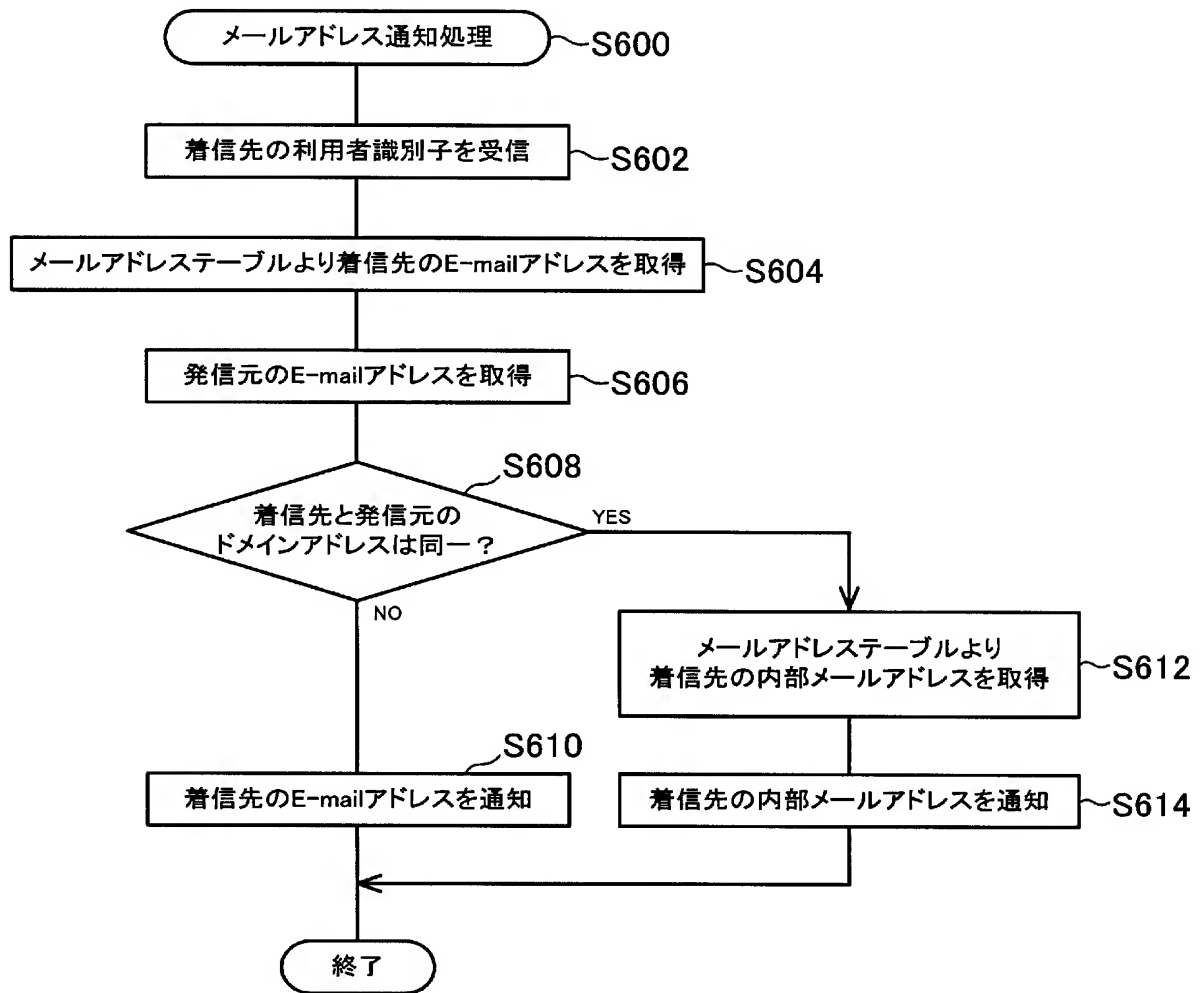 メールアドレス通知処理
S600
着信先の利用者識別子を受信
S602
メールアドレステーブルより着信先のE-mailアドレスを取得
S604
発信元のE-mailアドレスを取得
S606
S608
着信先と発信元の
ドメインアドレスは同一？
YES
NO
メールアドレステーブルより
着信先の内部メールアドレスを取得
S612
S610
着信先のE-mailアドレスを通知
着信先の内部メールアドレスを通知
S614
終了